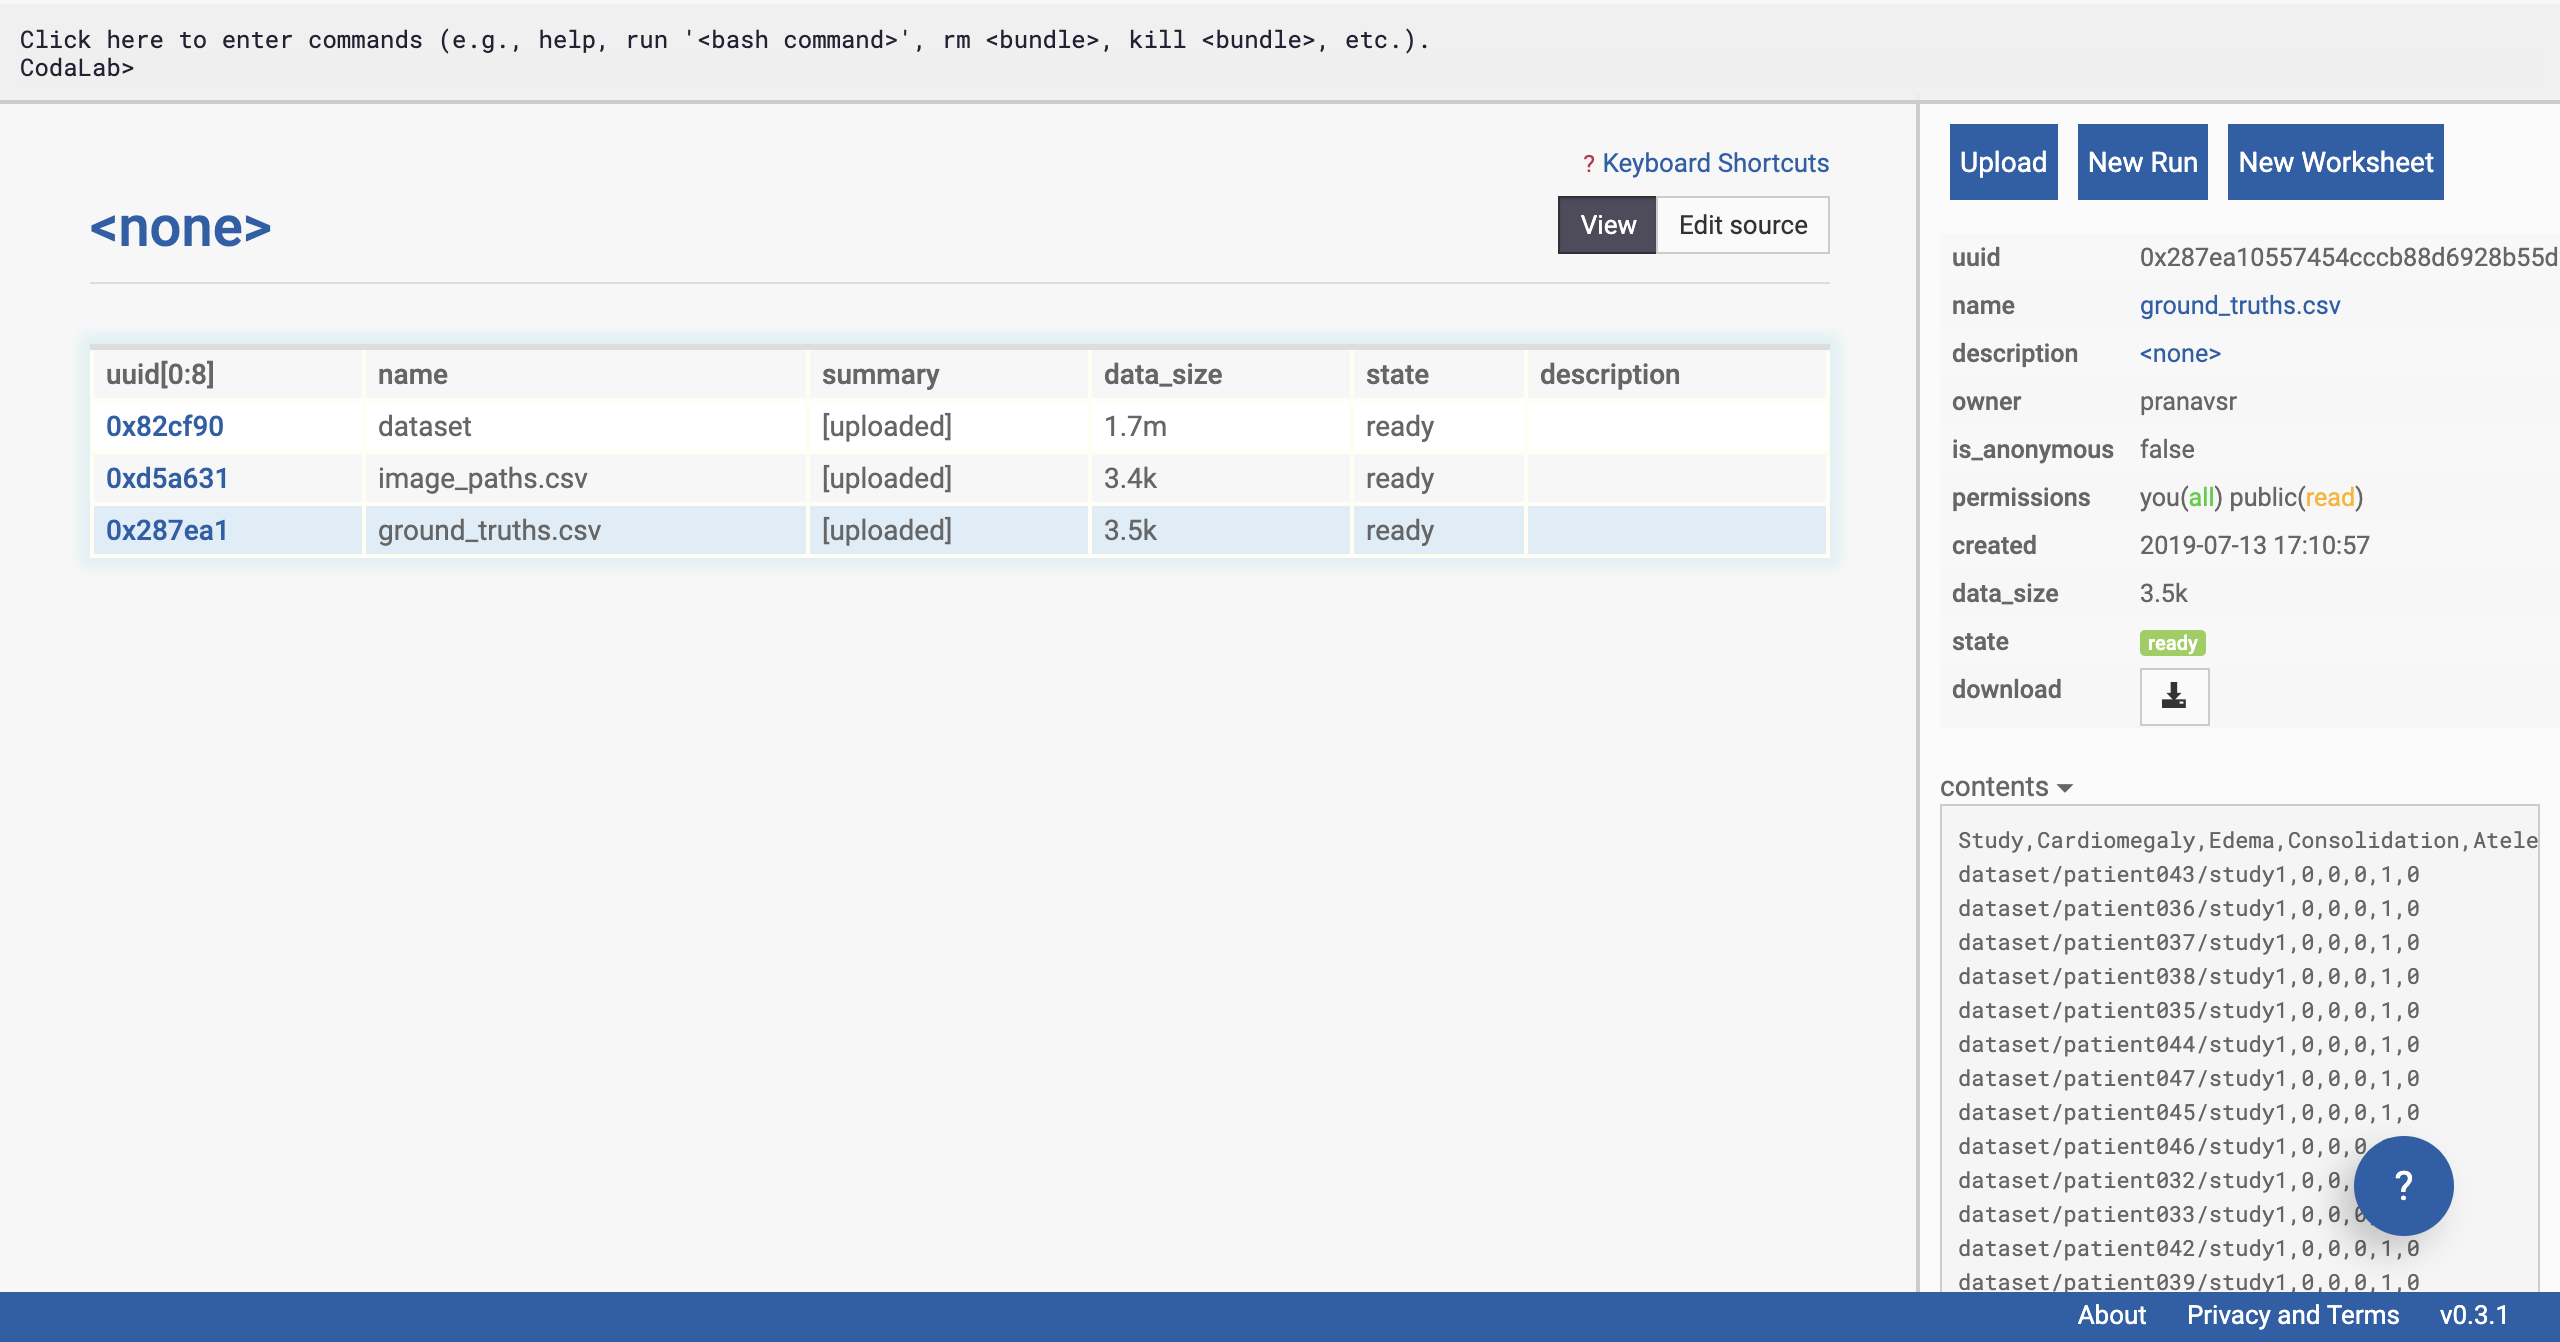 Click here to enter commands (e.g., help, run '<bash command>', rm <bundle>, kill <bundle>, etc.).
CodaLab>
? Keyboard Shortcuts
<none>
View Edit source
uuid[0:8] name summary data_size state description
0x82cf90 dataset [uploaded] 1.7m ready
0xd5a631 image_paths.csv [uploaded] 3.4k ready
0x287ea1 ground_truths.csv [uploaded] 3.5k ready
Upload New Run New Worksheet
uuid 0x287ea10557454cccb88d6928b55d
name ground_truths.csv
description <none>
owner pranavsr
is_anonymous false
permissions you(all) public(read)
created 2019-07-13 17:10:57
data_size 3.5k
state ready
download
contents
Study,Cardiomegaly,Edema,Consolidation,Atele
dataset/patient043/study1,0,0,0,1,0
dataset/patient036/study1,0,0,0,1,0
dataset/patient037/study1,0,0,0,1,0
dataset/patient038/study1,0,0,0,1,0
dataset/patient035/study1,0,0,0,1,0
dataset/patient044/study1,0,0,0,1,0
dataset/patient047/study1,0,0,0,1,0
dataset/patient045/study1,0,0,0,1,0
dataset/patient046/study1,0,0,0
dataset/patient032/study1,0,0,
dataset/patient033/study1,0,0,0
dataset/patient042/study1,0,0,0,1,0
dataset/patient039/study1,0,0,0,1,0
?
About Privacy and Terms v0.3.1